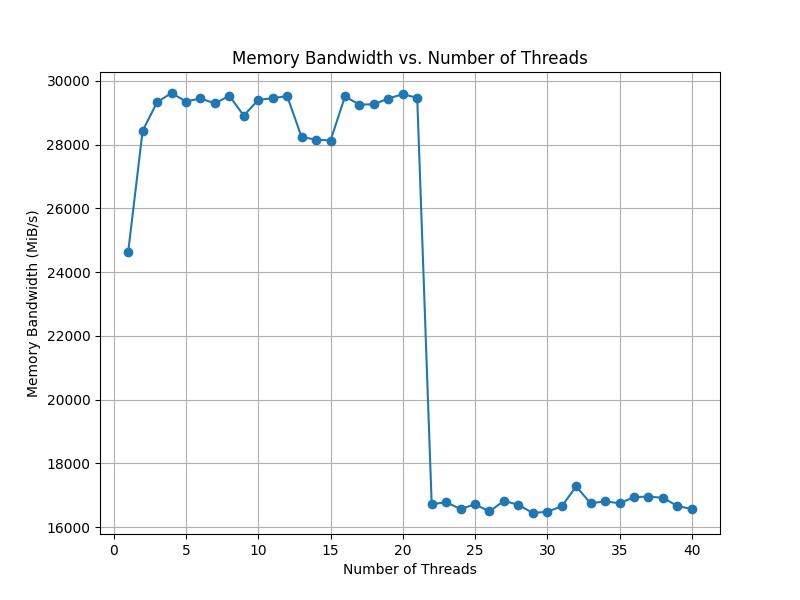 Memory Bandwidth vs. Number of Threads
Memory Bandwidth (MiB/s)
30000
28000
26000
24000
22000
20000
18000
16000
0 5 10 15 20 25 30 35 40
Number of Threads